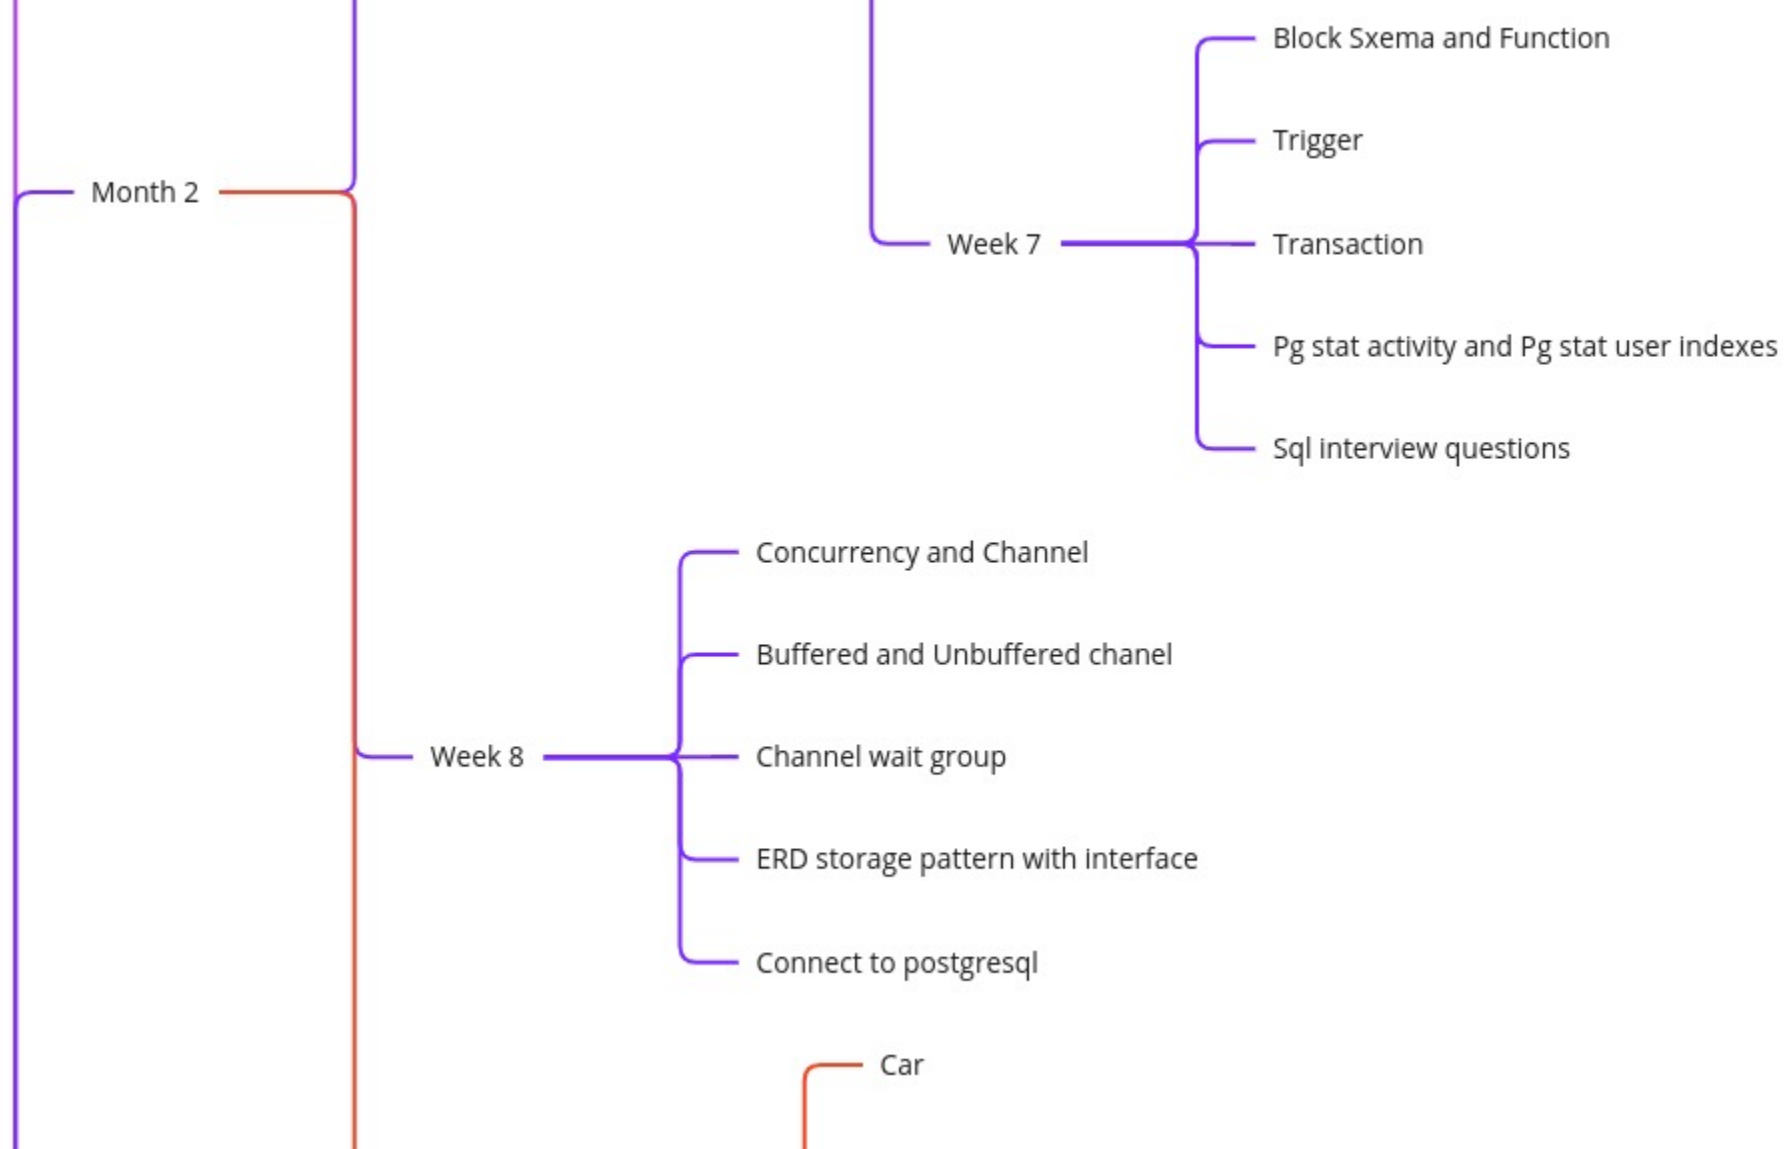 Block Sxema and Function
Trigger
Month 2
Week 7
Transaction
Pg stat activity and Pg stat user indexes
Sql interview questions
Concurrency and Channel
Buffered and Unbuffered chanel
Week 8
Channel wait group
ERD storage pattern with interface
Connect to postgresql
Car